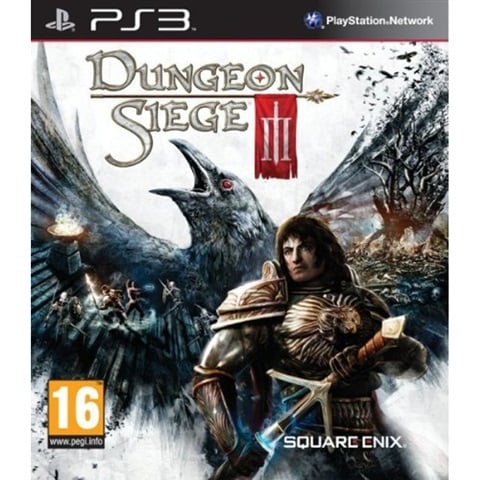 PS3
PlayStation®Network
DUNGEON
SIEGE III
16
www.pegi.info
SQUARE ENIX